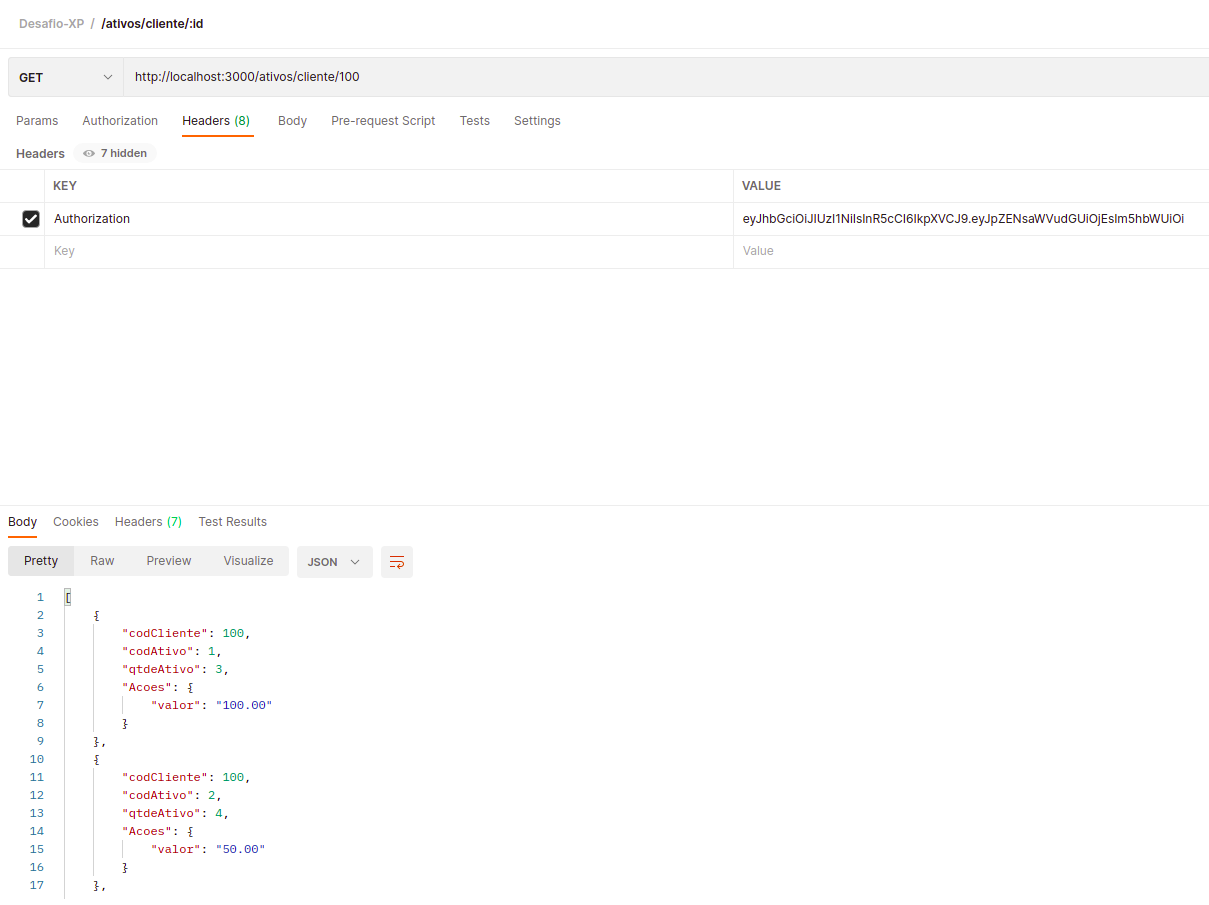 Desafio-XP / /ativos/cliente/:id
GET http://localhost:3000/ativos/cliente/100
Params Authorization Headers (8) Body Pre-request Script Tests Settings
Headers 7 hidden
KEY VALUE
Authorization eyJhbGciOiJIUzI1NiIsInR5cCI6IkpXVCJ9.eyJpZENsaWVudGUiOjEsIm5hbWUiOi
Key Value
Body Cookies Headers (7) Test Results
Pretty Raw Preview Visualize JSON
1 [
2 {
3 "codCliente": 100,
4 "codAtivo": 1,
5 "qtdeAtivo": 3,
6 "Acoes": {
7 "valor": "100.00"
8 }
9 },
10 {
11 "codCliente": 100,
12 "codAtivo": 2,
13 "qtdeAtivo": 4,
14 "Acoes": {
15 "valor": "50.00"
16 }
17 },